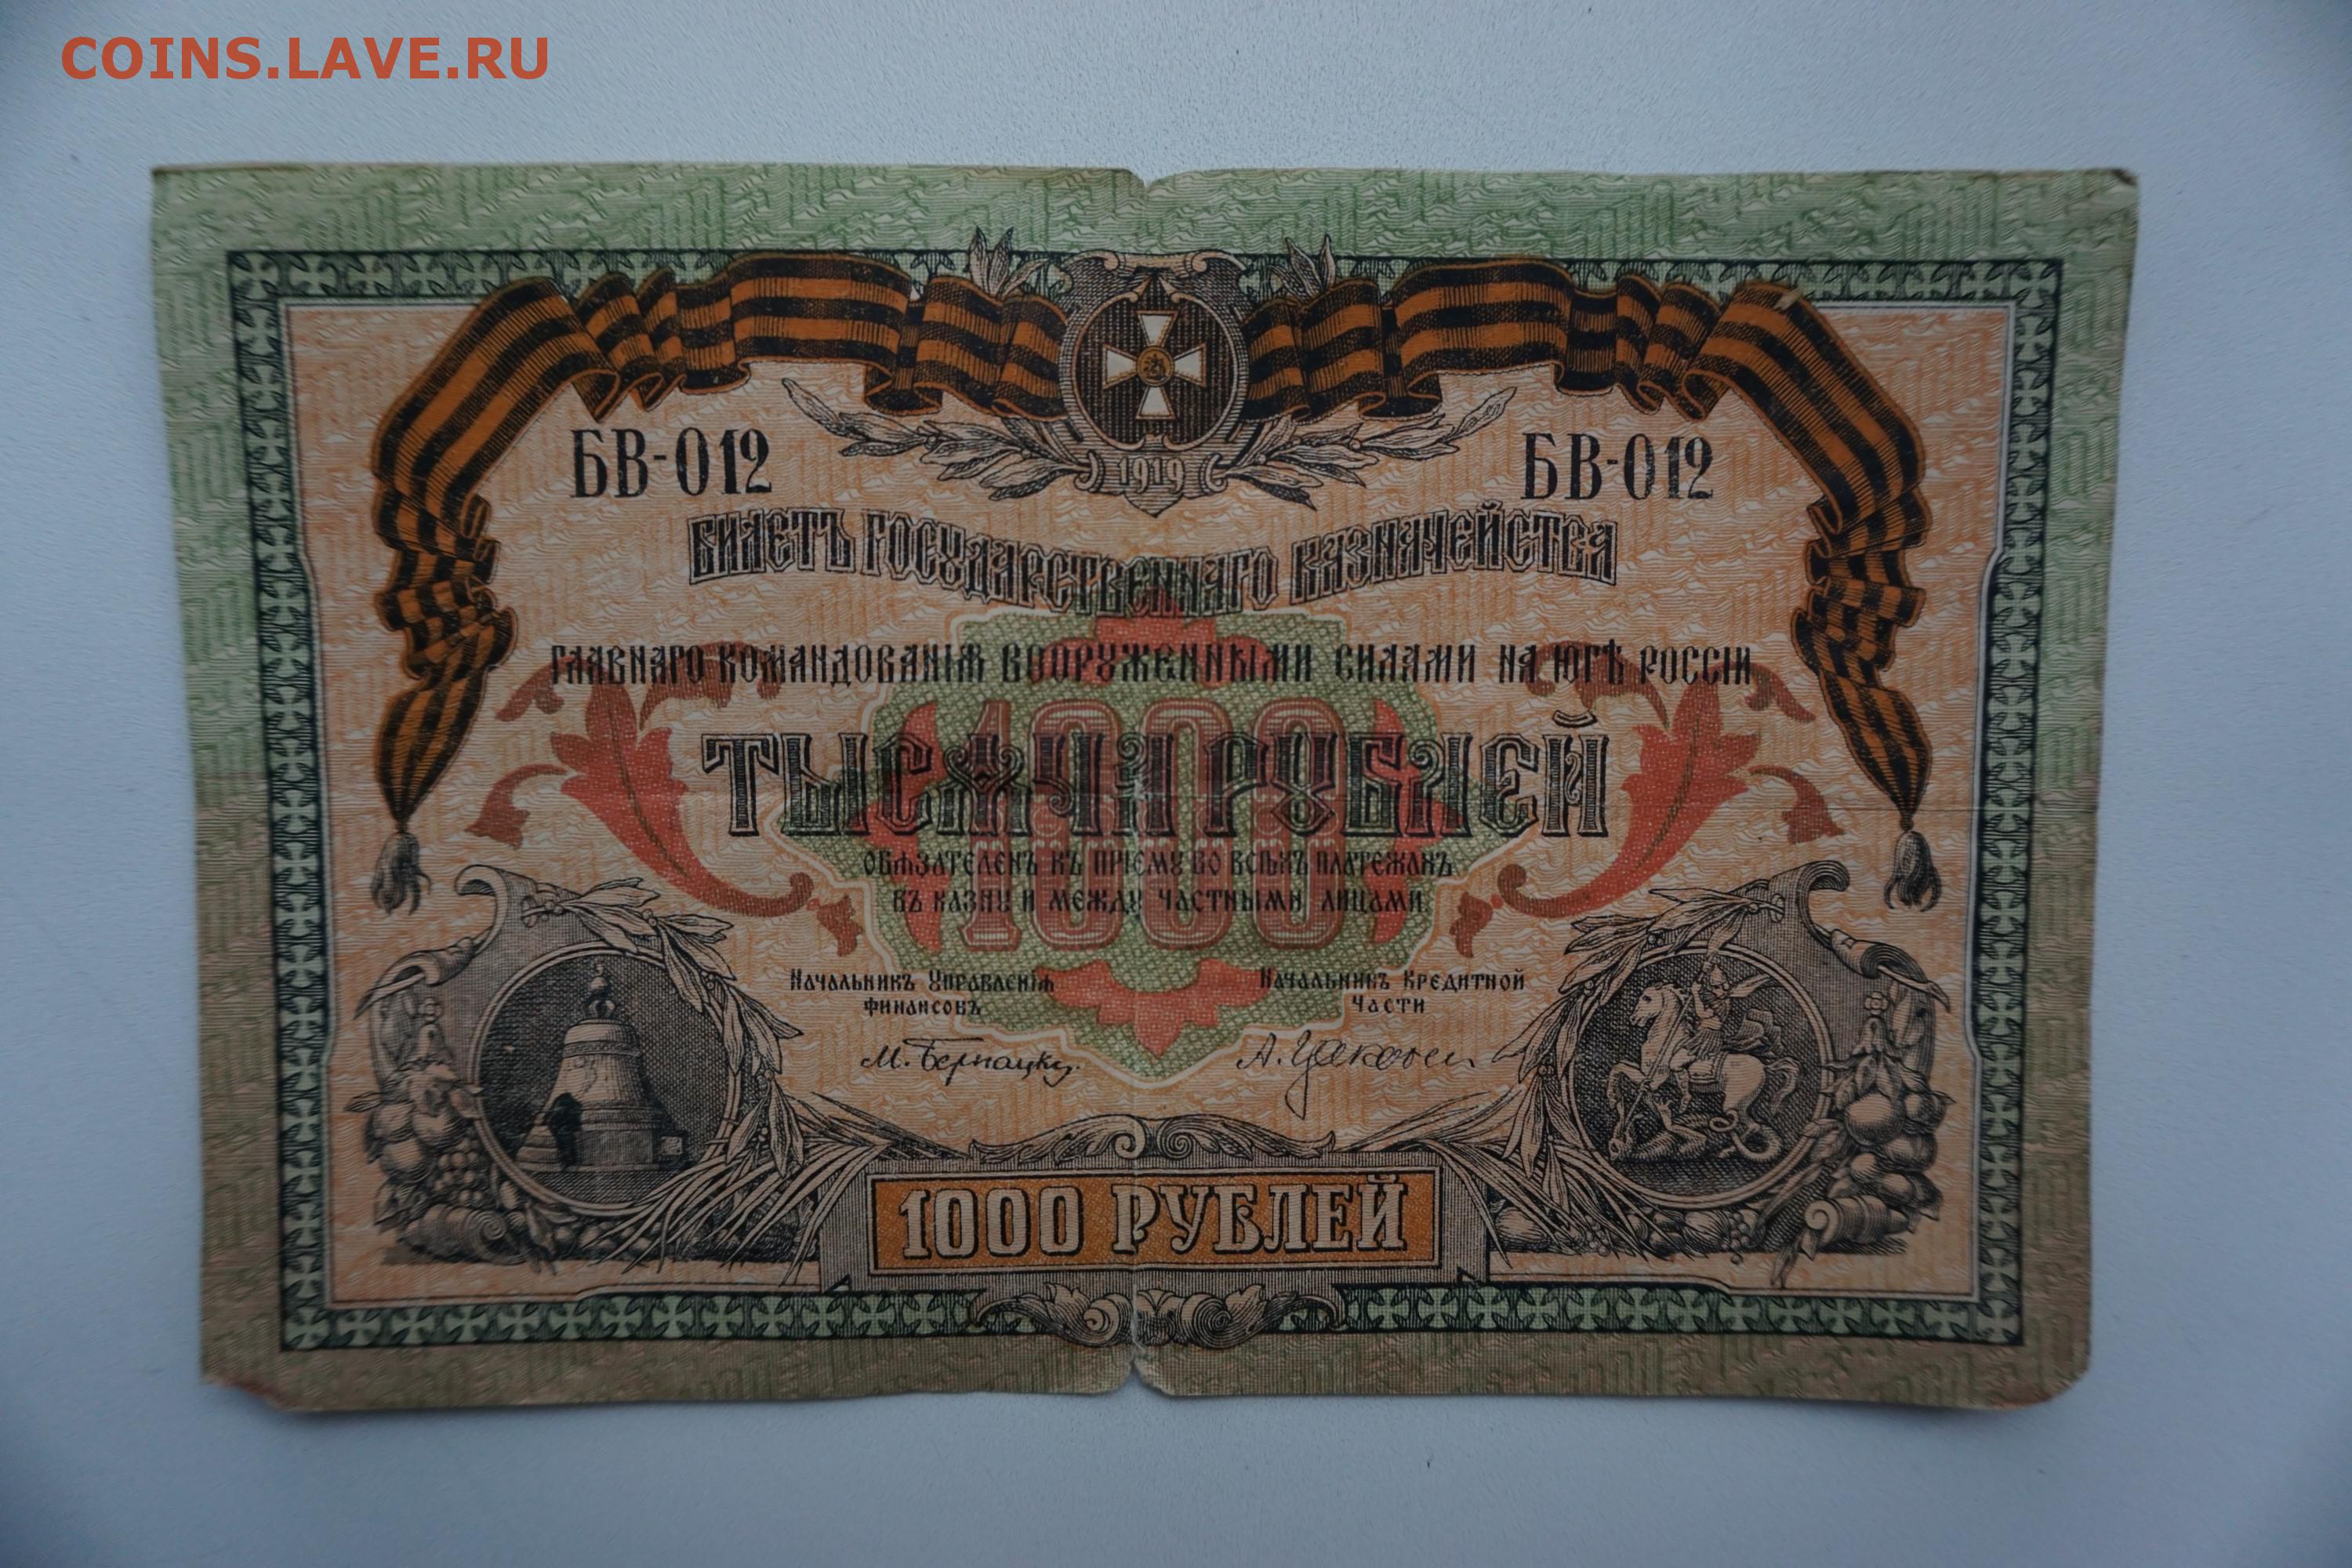 COINS.LAVE.RU
БВ-012 БВ-012
1919
БИЛЕТЪ ГОСУДАРСТВЕННАГО КАЗНАЧЕЙСТВА
ГЛАВНАГО КОМАНДОВАНІЯ ВООРУЖЕННЫМИ СИЛАМИ НА ЮГѢ РОССІИ
1000
ТЫСЯЧА РУБЛЕЙ
ОБЯЗАТЕЛЕНЪ КЪ ПРІЕМУ ВО ВСѢХЪ ПЛАТЕЖАХЪ
ВЪ КАЗНУ И МЕЖДУ ЧАСТНЫМИ ЛИЦАМИ
1000
НАЧАЛЬНИКЪ УПРАВЛЕНІЯ НАЧАЛЬНИКЪ КРЕДИТНОЙ
ФИНАНСОВЪ ЧАСТИ
М. Бернацкій
1000 РУБЛЕЙ